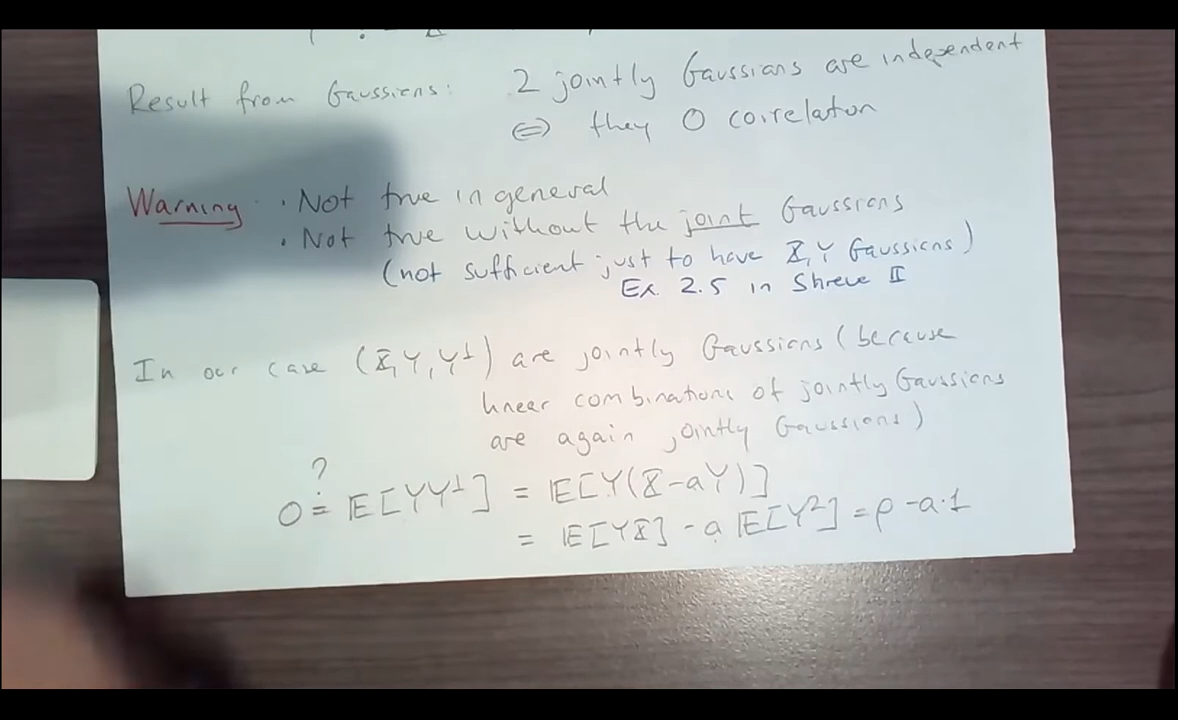 Result from Gaussians: 2 jointly Gaussians are independent
⇔ they 0 correlation
Warning · Not true in general
· Not true without the joint Gaussians
(not sufficient just to have X, Y Gaussians)
Ex. 2.5 in Shreve II
In our case (X, Y, Y⊥) are jointly Gaussians (because
linear combinations of jointly Gaussians
are again jointly Gaussians)
?
0 = E[YY⊥] = E[Y(X-aY)]
= E[YX] - a E[Y²] = ρ - a·1